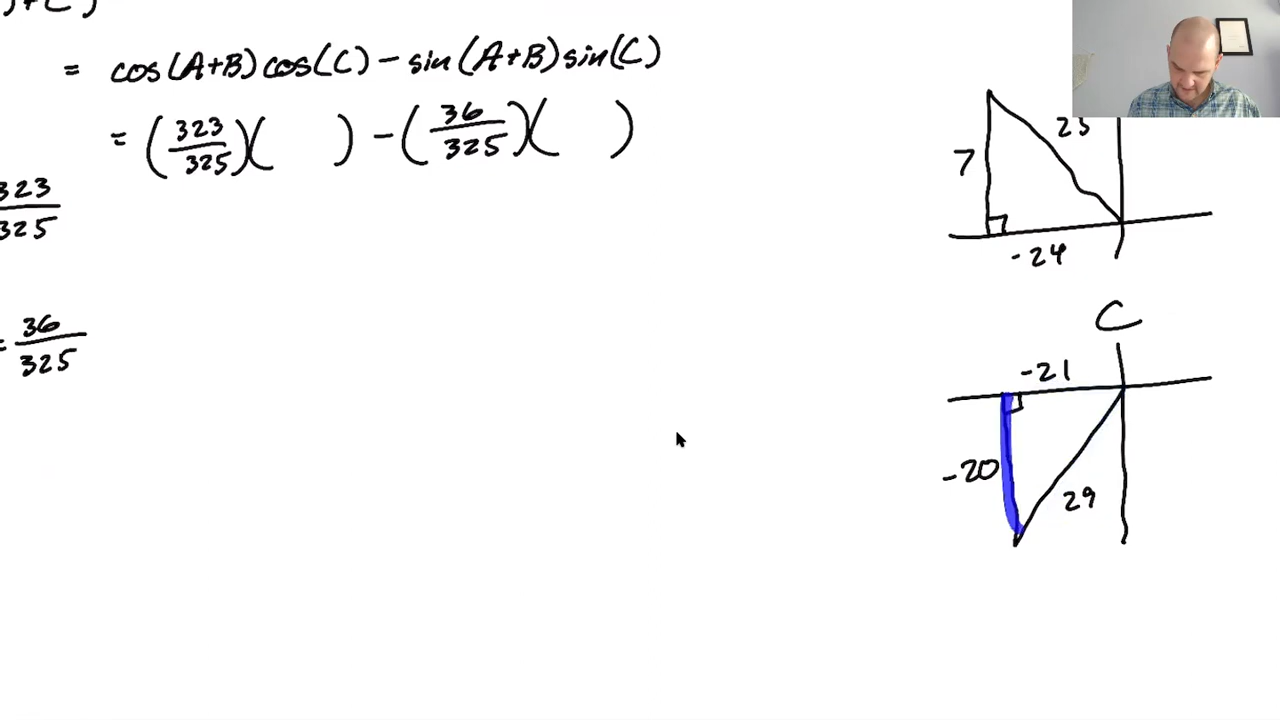 )+C)
= cos(A+B)cos(C) - sin(A+B)sin(C)
= (323/325)( ) - (36/325)( )
323/325
= 36/325
25
7
-24
C
-21
-20
29